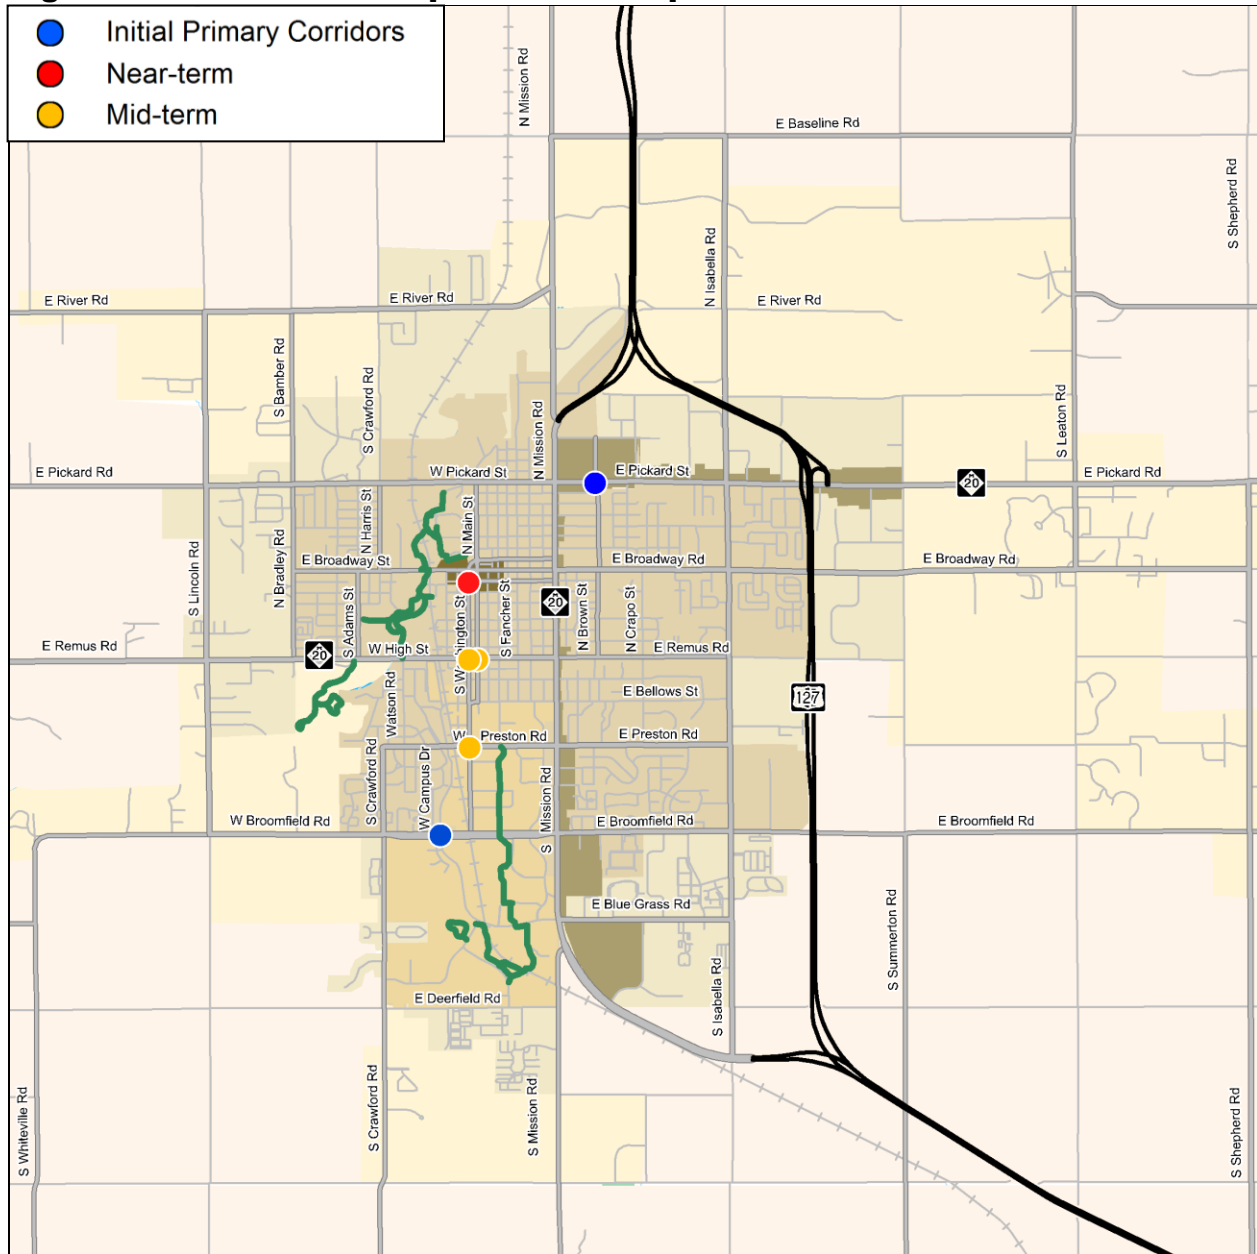 Initial Primary Corridors
Near-term
Mid-term
N Mission Rd
E Baseline Rd
S Shepherd Rd
N Isabella Rd
E River Rd
E River Rd
E River Rd
S Bamber Rd
S Crawford Rd
N Mission Rd
S Leaton Rd
E Pickard Rd
W Pickard St
E Pickard St
20
E Pickard Rd
N Harris St
N Main St
S Lincoln Rd
N Bradley Rd
E Broadway St
E Broadway Rd
E Broadway Rd
S Adams St
S Fancher St
20
N Brown St
N Crapo St
E Remus Rd
20
W High St
E Remus Rd
Watson Rd
E Bellows St
127
Preston Rd
E Preston Rd
S Crawford Rd
W Campus Dr
S Mission Rd
W Broomfield Rd
E Broomfield Rd
E Broomfield Rd
E Blue Grass Rd
S Summerton Rd
S Isabella Rd
E Deerfield Rd
S Whiteville Rd
S Crawford Rd
S Mission Rd
S Shepherd Rd